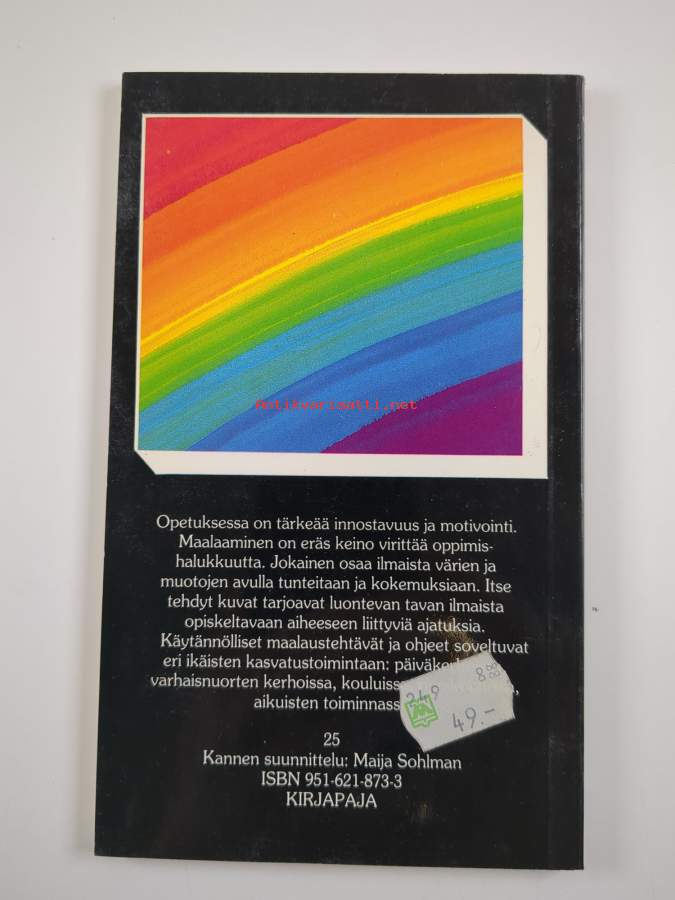 Antikvariaatti.net
Opetuksessa on tärkeää innostavuus ja motivointi.
Maalaaminen on eräs keino virittää oppimis-
halukkuutta. Jokainen osaa ilmaista värien ja
muotojen avulla tunteitaan ja kokemuksiaan. Itse
tehdyt kuvat tarjoavat luontevan tavan ilmaista
opiskeltavaan aiheeseen liittyviä ajatuksia.
Käytännölliset maalaustehtävät ja ohjeet soveltuvat
eri ikäisten kasvatustoimintaan:
varhaisnuorten kerhoissa,
aikuisten
249
49.-
25
Kannen suunnittelu: Maija Sohlman
ISBN 951-621-873-3
KIRJAPAJA